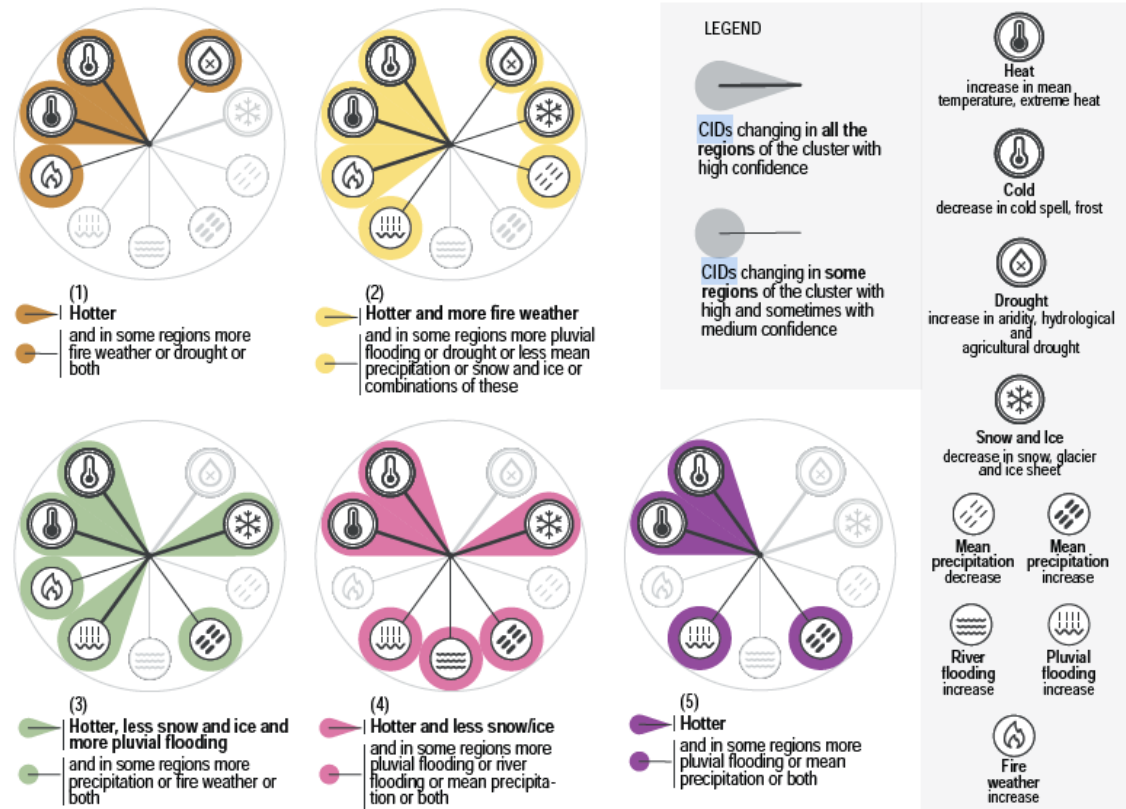 (1)
Hotter
and in some regions more
fire weather or drought or
both
(2)
Hotter and more fire weather
and in some regions more pluvial
flooding or drought or less mean
precipitation or snow and ice or
combinations of these
LEGEND
CIDs changing in all the
regions of the cluster with
high confidence
CIDs changing in some
regions of the cluster with
high and sometimes with
medium confidence
(3)
Hotter, less snow and ice and
more pluvial flooding
and in some regions more
precipitation or fire weather or
both
(4)
Hotter and less snow/ice
and in some regions more
pluvial flooding or river
flooding or mean precipita-
tion or both
(5)
Hotter
and in some regions more
pluvial flooding or mean
precipitation or both
Heat
increase in mean
temperature, extreme heat
Cold
decrease in cold spell, frost
Drought
increase in aridity, hydrological
and
agricultural drought
Snow and Ice
decrease in snow, glacier
and ice sheet
Mean
precipitation
decrease
Mean
precipitation
increase
River
flooding
increase
Pluvial
flooding
increase
Fire
weather
increase